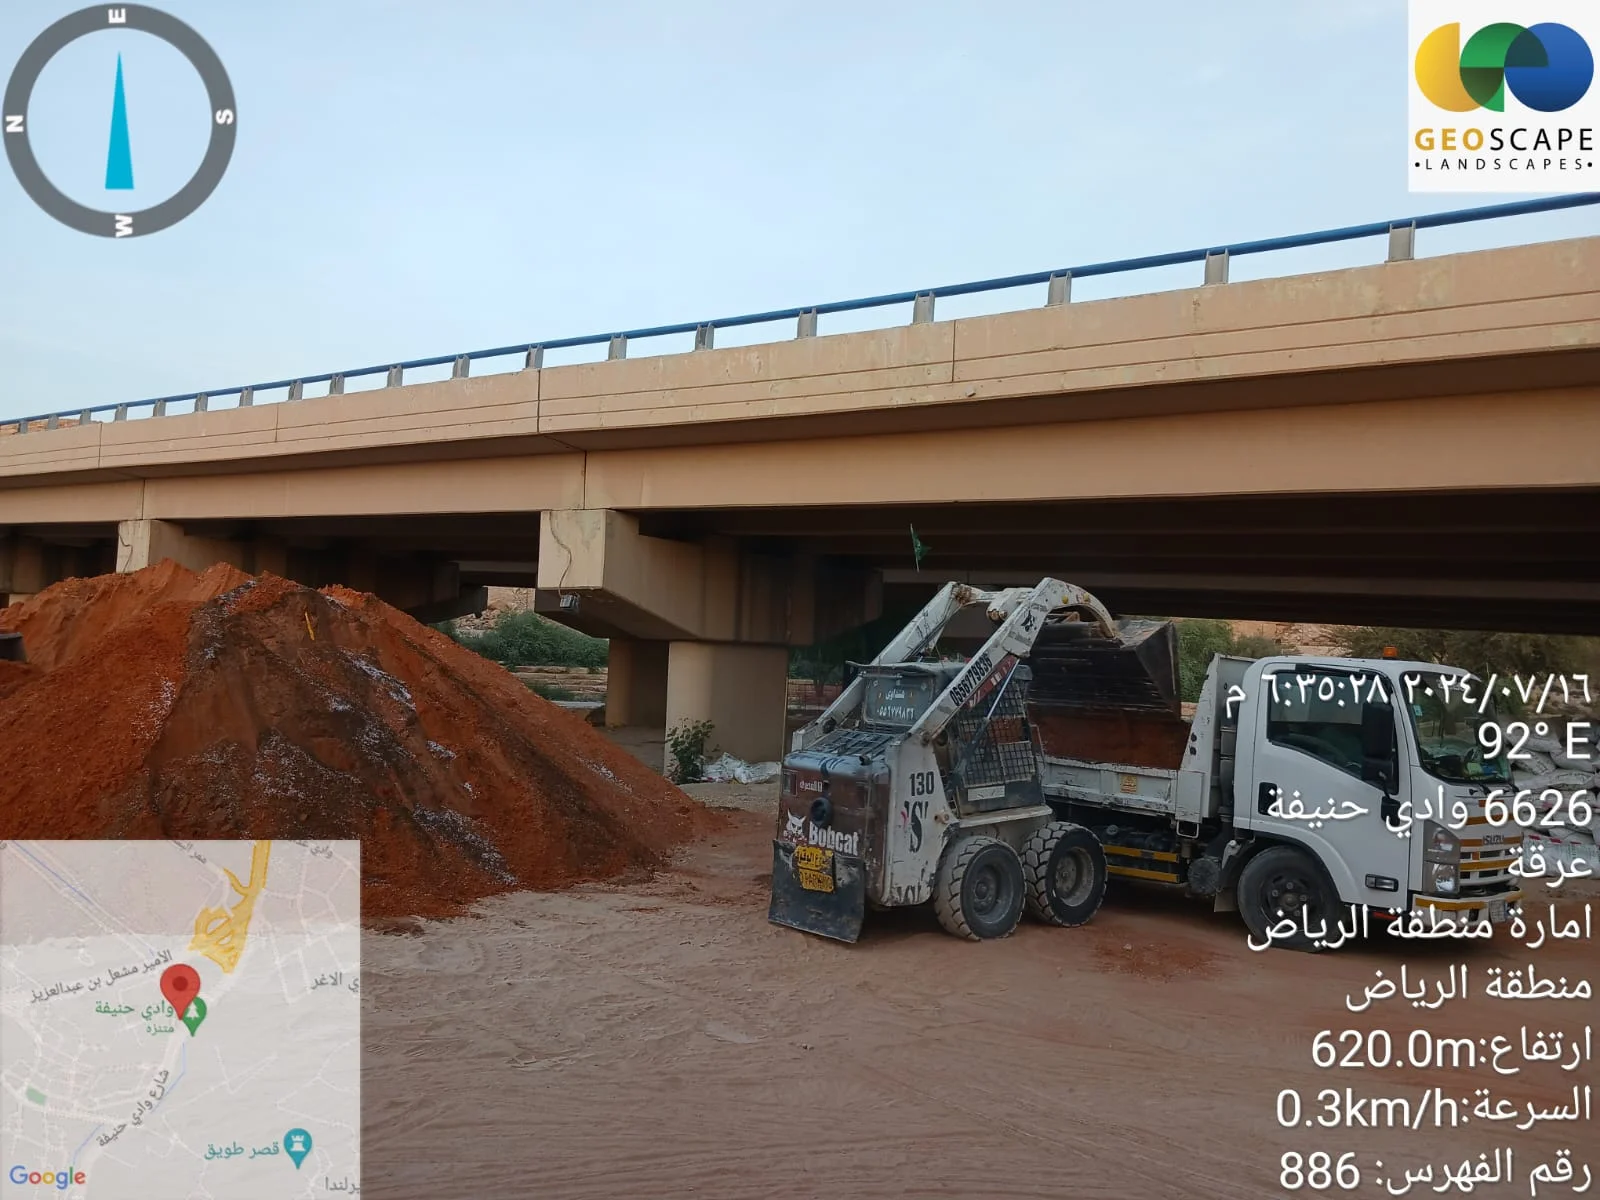 E
N
S
W
GEOSCAPE
•LANDSCAPES•
٢٠٢٤/٠٧/١٦ ٦:٣٥:٢٨ م
92° E
6626 وادي حنيفة
عرقة
امارة منطقة الرياض
منطقة الرياض
ارتفاع:620.0m
السرعة:0.3km/h
رقم الفهرس: 886
130
Bobcat
ISUZU
الأمير مشعل بن عبدالعزيز
وادي حنيفة
متنزه
شارع وادي حنيفة
قصر طويق
Google